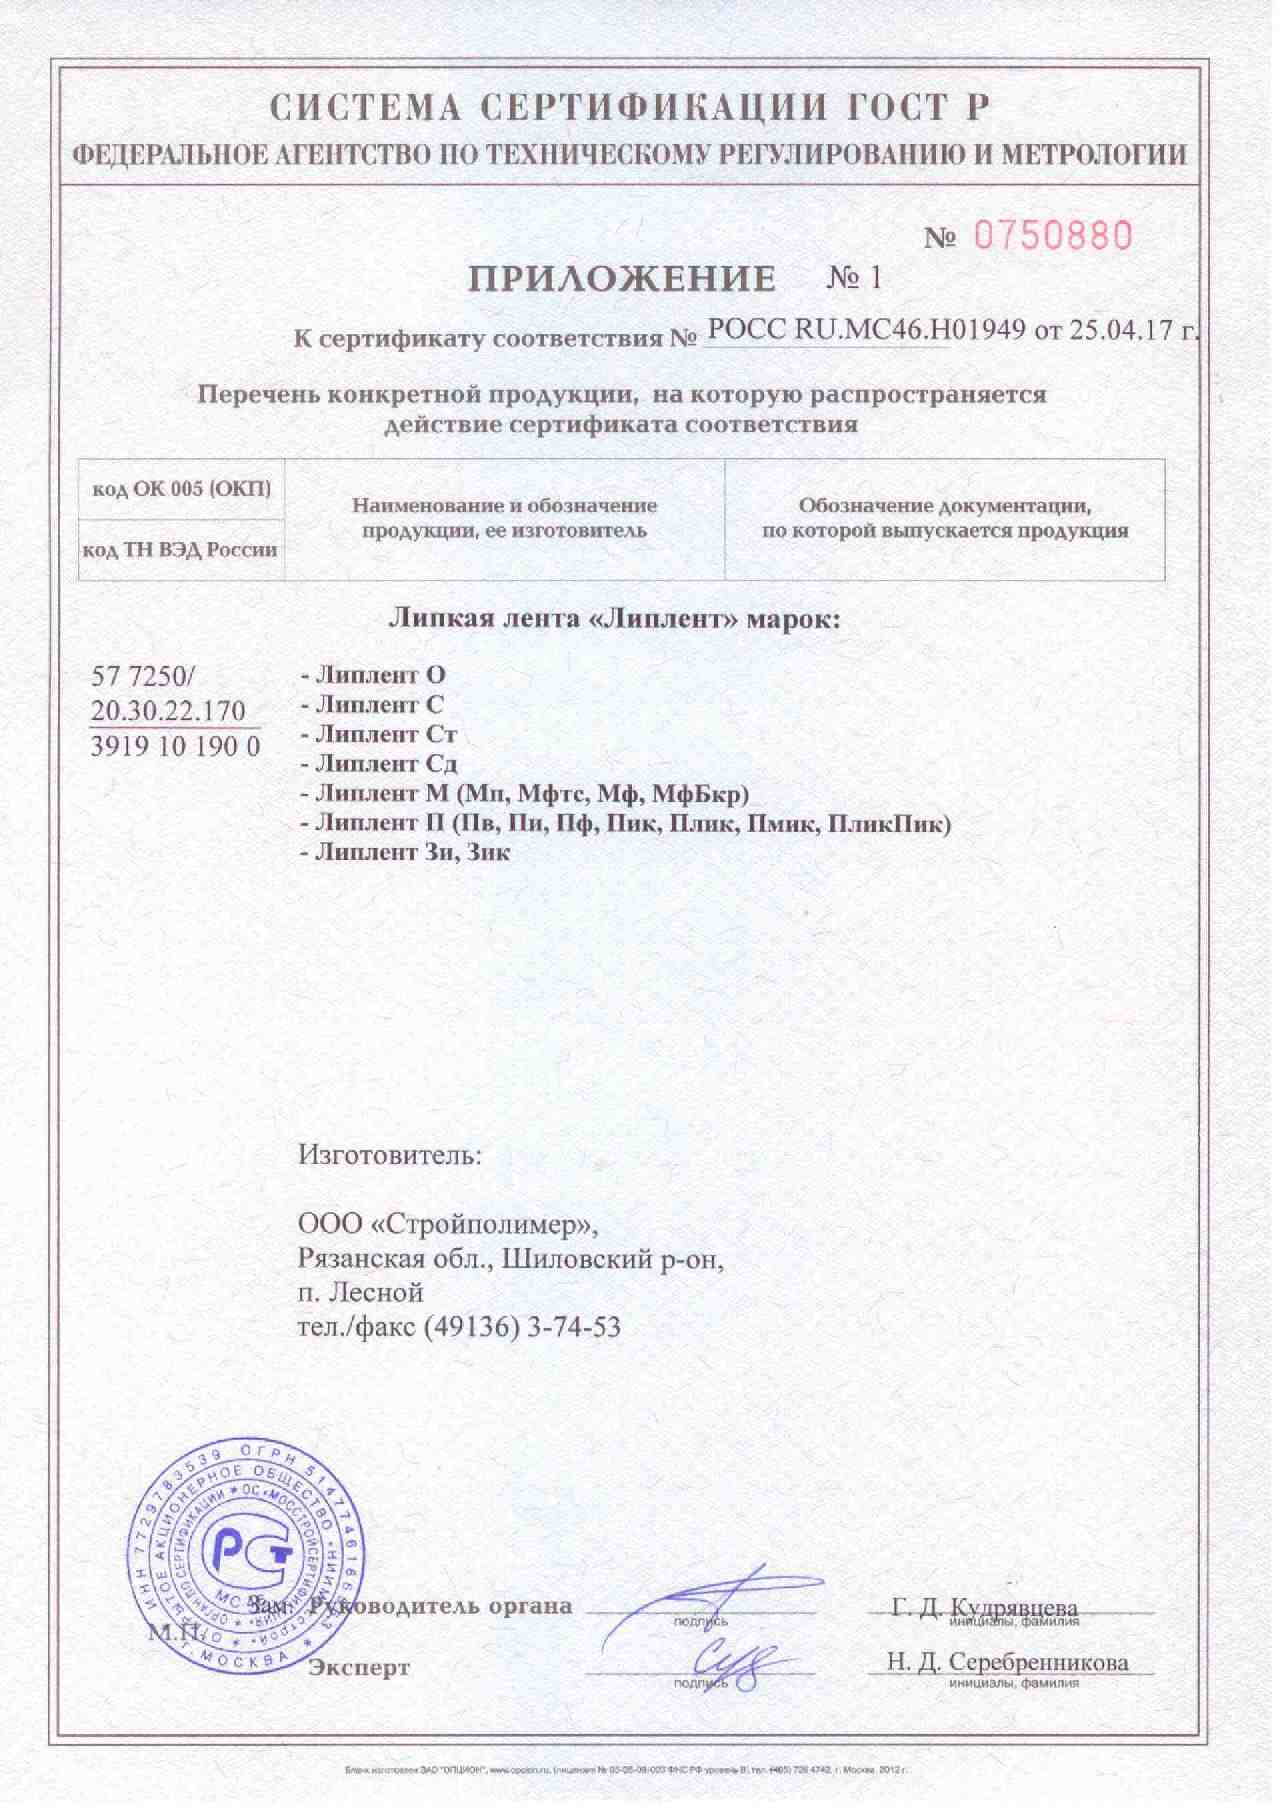 СИСТЕМА СЕРТИФИКАЦИИ ГОСТ Р
ФЕДЕРАЛЬНОЕ АГЕНТСТВО ПО ТЕХНИЧЕСКОМУ РЕГУЛИРОВАНИЮ И МЕТРОЛОГИИ
№ 0750880
ПРИЛОЖЕНИЕ № 1
К сертификату соответствия № РОСС RU.МС46.Н01949 от 25.04.17 г.
Перечень конкретной продукции, на которую распространяется
действие сертификата соответствия
код ОК 005 (ОКП)
код ТН ВЭД России
Наименование и обозначение
продукции, ее изготовитель
Обозначение документации,
по которой выпускается продукция
Липкая лента «Липлент» марок:
57 7250/
20.30.22.170
3919 10 190 0
- Липлент О
- Липлент С
- Липлент Ст
- Липлент Сд
- Липлент М (Мп, Мфтс, Мф, МфБкр)
- Липлент П (Пв, Пи, Пф, Пик, Плик, Пмик, ПликПик)
- Липлент Зи, Зик
Изготовитель:
ООО «Стройполимер»,
Рязанская обл., Шиловский р-он,
п. Лесной
тел./факс (49136) 3-74-53
ИНН 7729783539 ОГРН
АКЦИОНЕРНОЕ ОБЩЕСТВО
ОС «МОССТРОЙСЕРТИФИКАЦИЯ»
г. МОСКВА
РСТ
Зам. Руководитель органа
подпись
Г. Д. Кудрявцева
инициалы, фамилия
М.П.
Эксперт
подпись
Н. Д. Серебренникова
инициалы, фамилия
Бланк изготовлен ЗАО "ОПЦИОН", www.opcion.ru, (лицензия № 05-05-09/003 ФНС РФ уровень В), тел. (495) 726 4742, г. Москва, 2012 г.